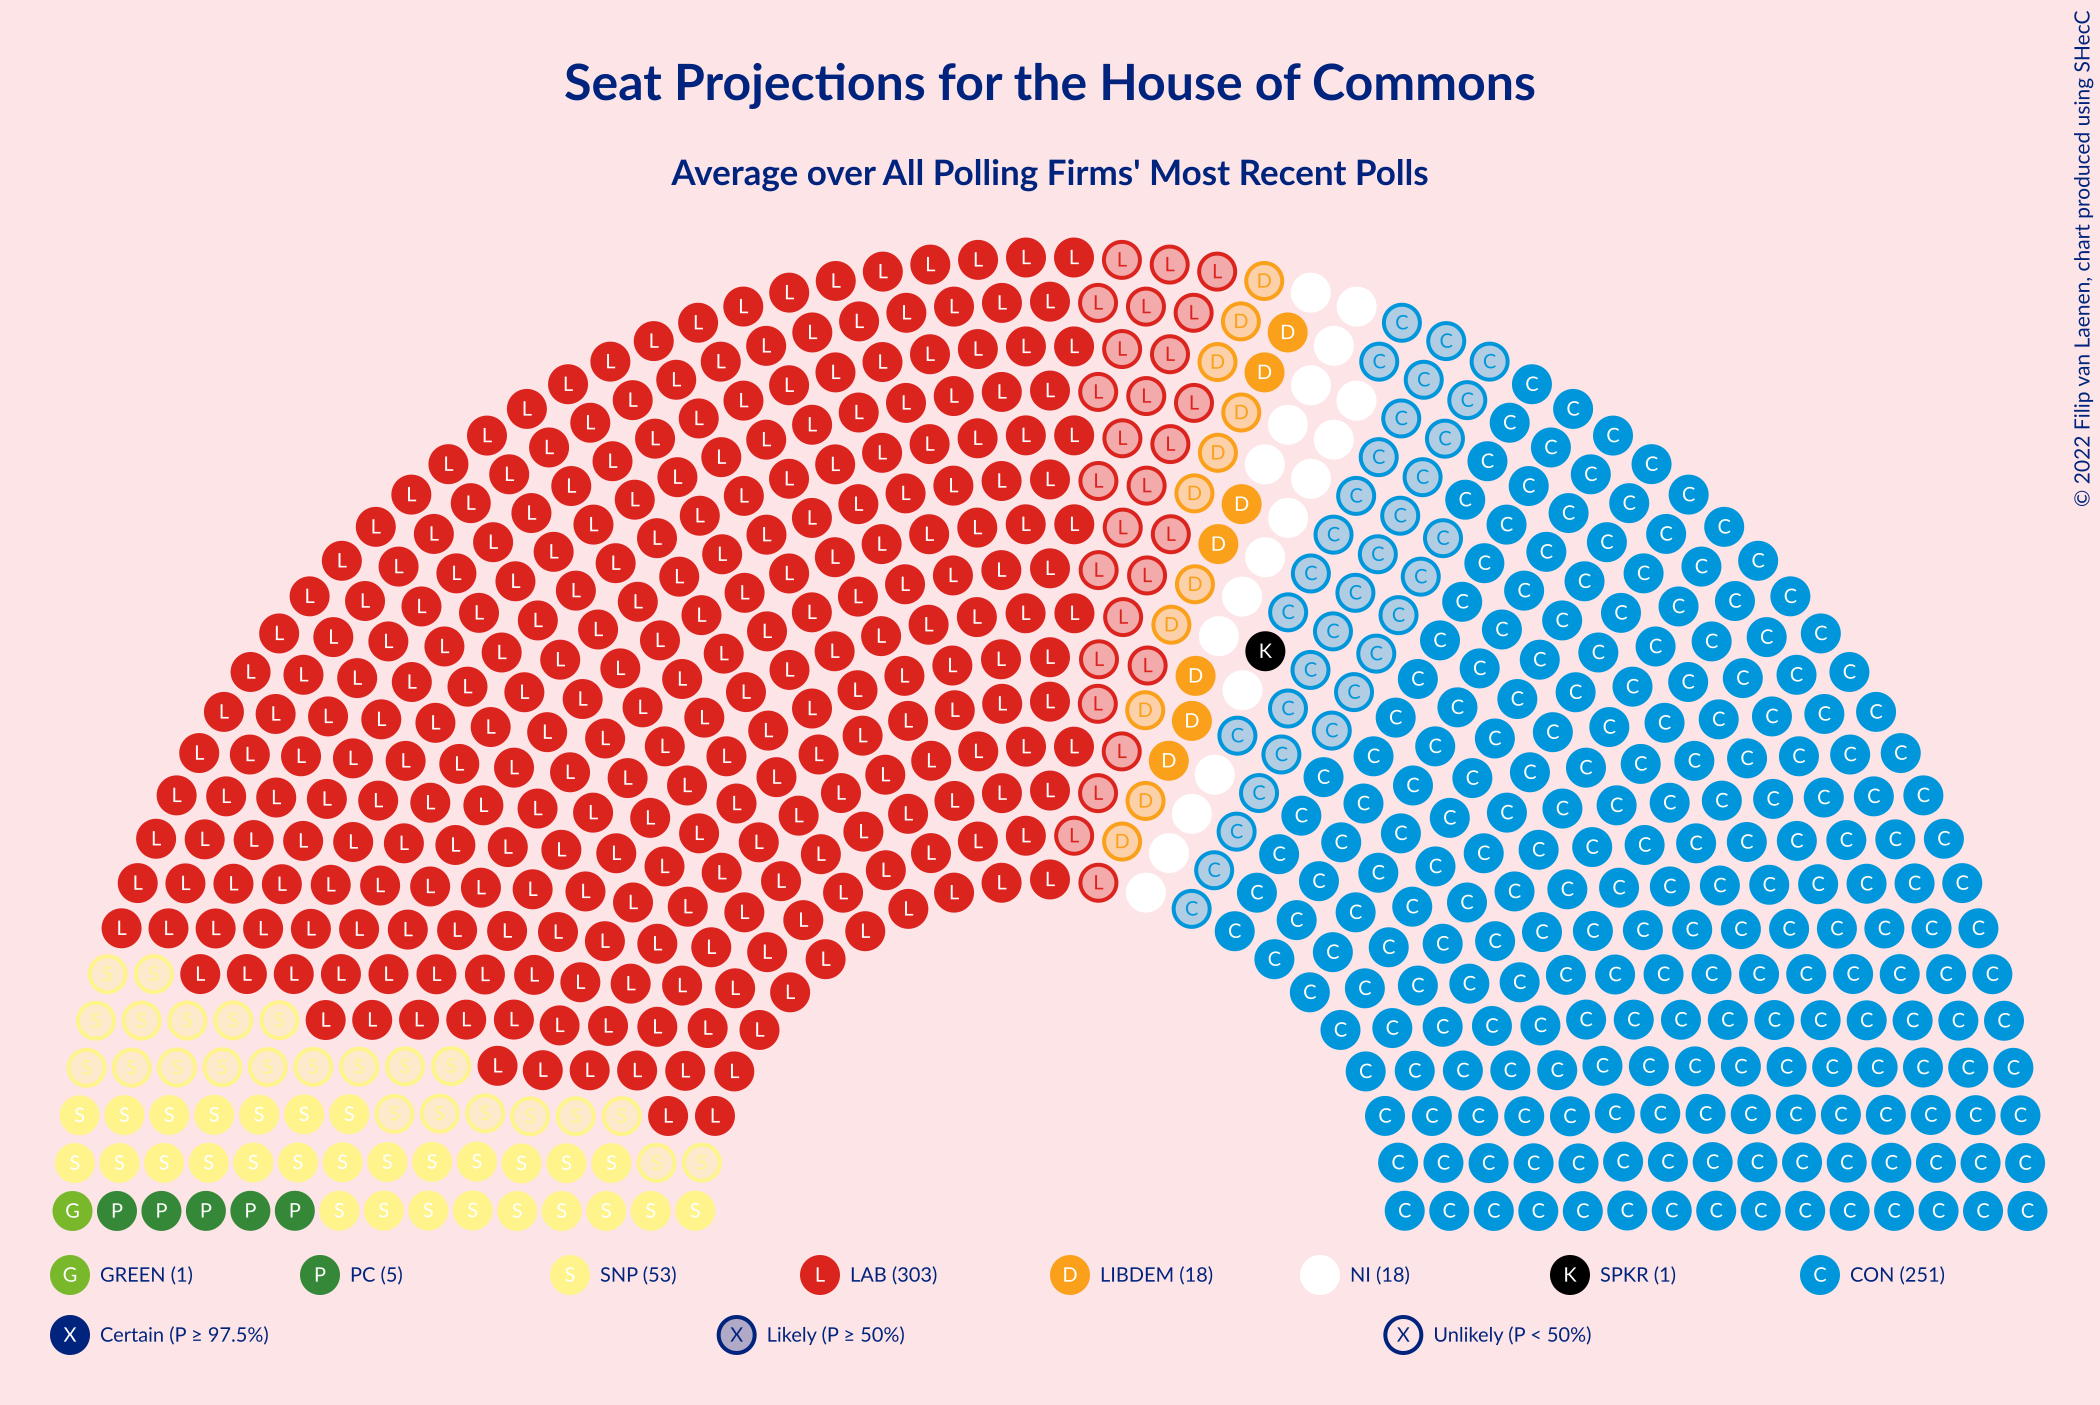 Seat Projections for the House of Commons
Average over All Polling Firms' Most Recent Polls
© 2022 Filip van Laenen, chart produced using SHecC
G GREEN (1)
P PC (5)
S SNP (53)
L LAB (303)
D LIBDEM (18)
NI (18)
K SPKR (1)
C CON (251)
X Certain (P ≥ 97.5%)
X Likely (P ≥ 50%)
X Unlikely (P < 50%)